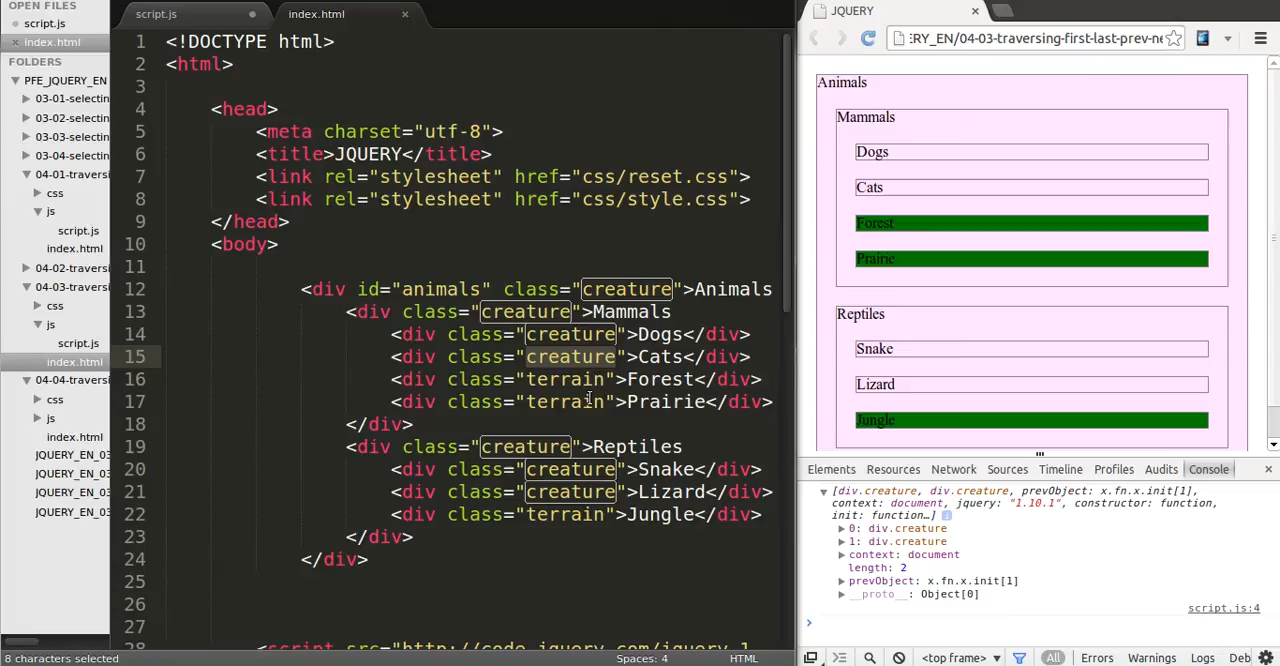 OPEN FILES
script.js
index.html
FOLDERS
PFE_JQUERY_EN
03-01-selectin
03-02-selectin
03-03-selectin
03-04-selectin
04-01-traversi
css
js
script.js
index.html
04-02-traversi
04-03-traversi
css
js
script.js
index.html
04-04-traversi
css
js
index.html
JQUERY_EN_03
JQUERY_EN_03
JQUERY_EN_03
JQUERY_EN_03
script.js
index.html
1 <!DOCTYPE html>
2 <html>
3
4 <head>
5 <meta charset="utf-8">
6 <title>JQUERY</title>
7 <link rel="stylesheet" href="css/reset.css">
8 <link rel="stylesheet" href="css/style.css">
9 </head>
10 <body>
11
12 <div id="animals" class="creature">Animals
13 <div class="creature">Mammals
14 <div class="creature">Dogs</div>
15 <div class="creature">Cats</div>
16 <div class="terrain">Forest</div>
17 <div class="terrain">Prairie</div>
18 </div>
19 <div class="creature">Reptiles
20 <div class="creature">Snake</div>
21 <div class="creature">Lizard</div>
22 <div class="terrain">Jungle</div>
23 </div>
24 </div>
25
26
27
28 <script src="http://code.jquery.com/jquery-1
8 characters selected
Spaces: 4
HTML
JQUERY
:RY_EN/04-03-traversing-first-last-prev-ne
Animals
Mammals
Dogs
Cats
Forest
Prairie
Reptiles
Snake
Lizard
Jungle
Elements Resources Network Sources Timeline Profiles Audits Console
[div.creature, div.creature, prevObject: x.fn.x.init[1],
context: document, jquery: "1.10.1", constructor: function,
init: function…]
0: div.creature
1: div.creature
context: document
length: 2
prevObject: x.fn.x.init[1]
__proto__: Object[0]
script.js:4
<top frame>
All
Errors
Warnings
Logs
Deb